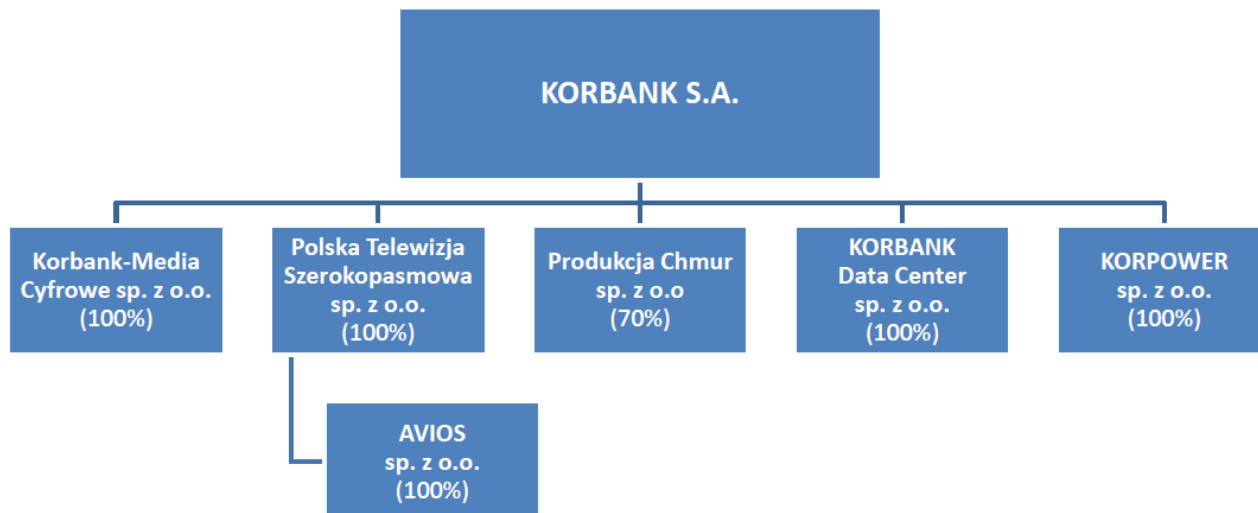 KORBANK S.A.
Korbank-Media
Cyfrowe sp. z o.o.
(100%)
Polska Telewizja
Szerokopasmowa
sp. z o.o.
(100%)
Produkcja Chmur
sp. z o.o
(70%)
KORBANK
Data Center
sp. z o.o.
(100%)
KORPOWER
sp. z o.o.
(100%)
AVIOS
sp. z o.o.
(100%)